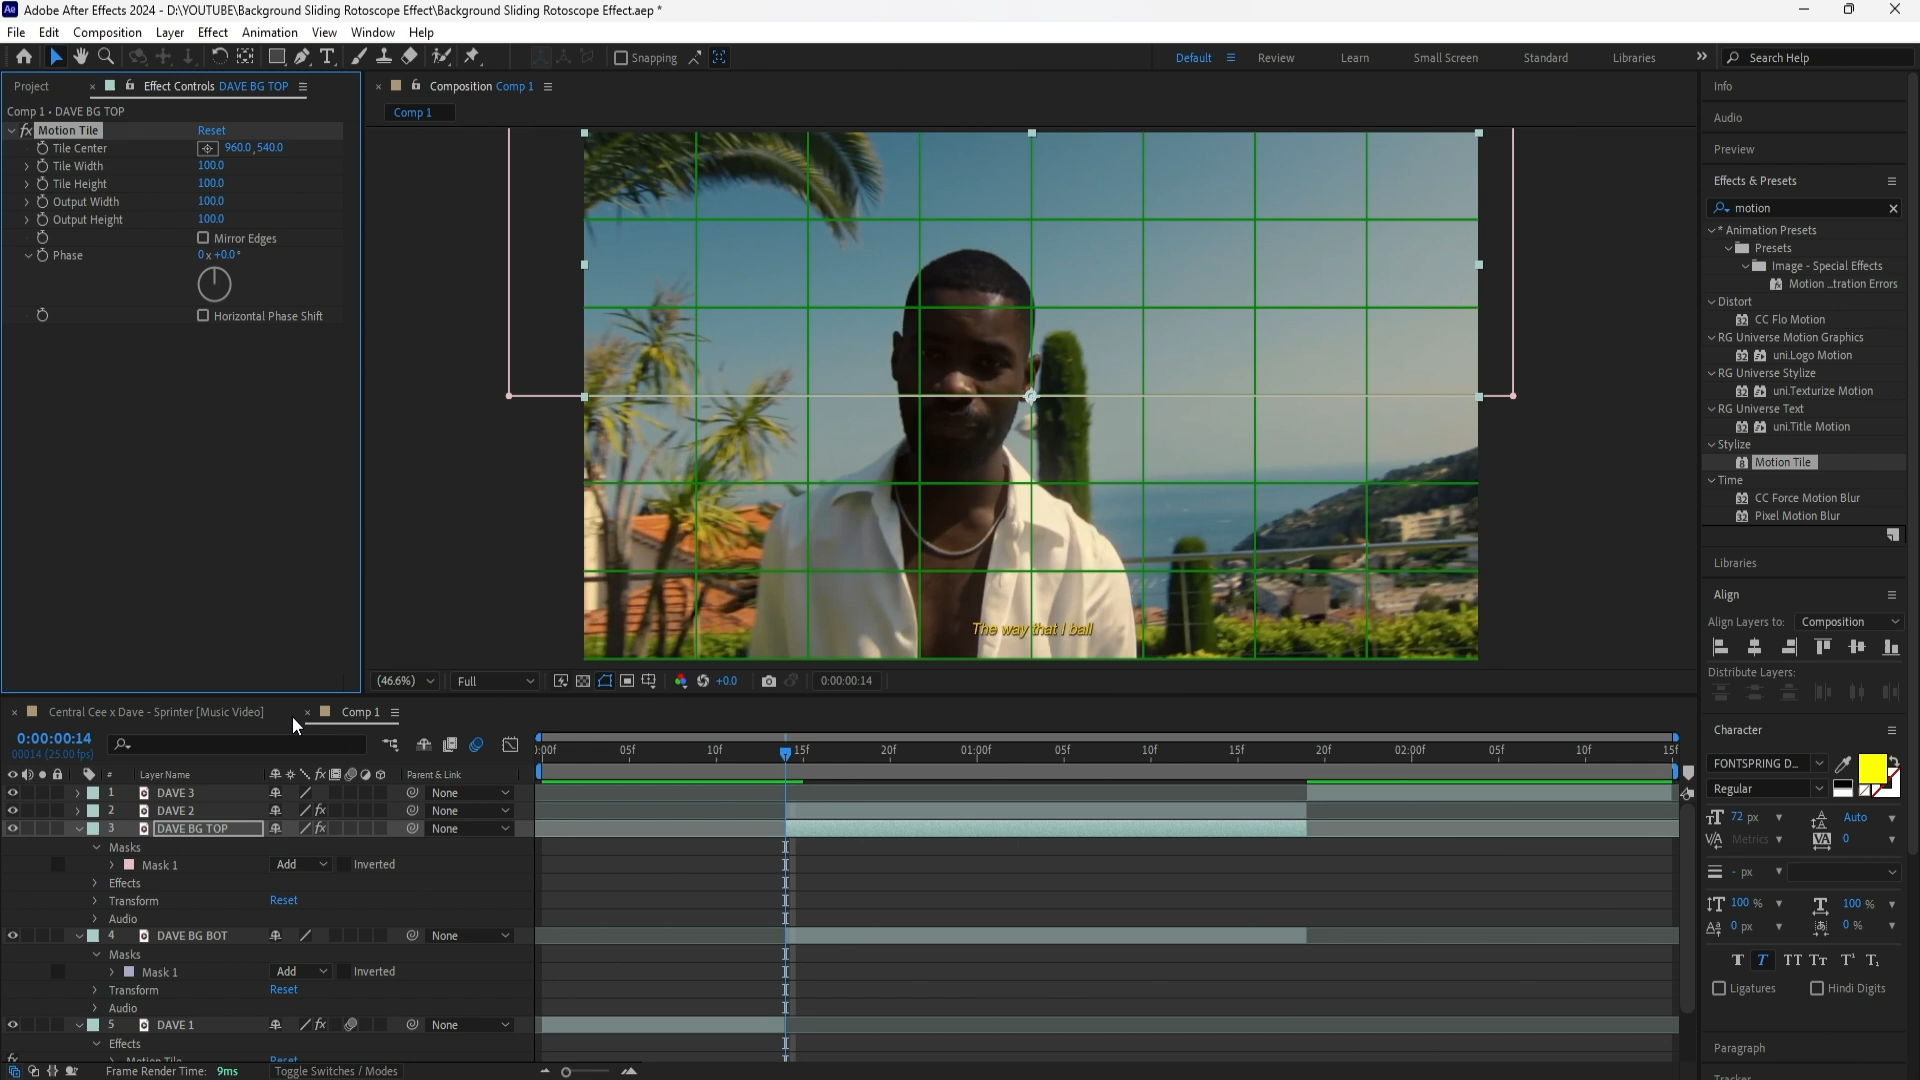 Adobe After Effects 2024 - D:\YOUTUBE\Background Sliding Rotoscope Effect\Background Sliding Rotoscope Effect.aep *
File Edit Composition Layer Effect Animation View Window Help
Snapping
Default Review Learn Small Screen Standard Libraries
Search Help
Project
Effect Controls DAVE BG TOP
Comp 1 • DAVE BG TOP
fx Motion Tile Reset
Tile Center 960.0, 540.0
Tile Width 100.0
Tile Height 100.0
Output Width 100.0
Output Height 100.0
Mirror Edges
Phase 0 x +0.0°
Horizontal Phase Shift
Composition Comp 1
Comp 1
The way that I ball
(46.6%) Full +0.0 0:00:00:14
Info
Audio
Preview
Effects & Presets
motion
* Animation Presets
Presets
Image - Special Effects
Motion ...tration Errors
Distort
CC Flo Motion
RG Universe Motion Graphics
uni.Logo Motion
RG Universe Stylize
uni.Texturize Motion
RG Universe Text
uni.Title Motion
Stylize
Motion Tile
Time
CC Force Motion Blur
Pixel Motion Blur
Libraries
Align
Align Layers to: Composition
Distribute Layers:
Character
FONTSPRING D...
Regular
72 px Auto
Metrics 0
- px
100 % 100 %
0 px 0 %
T T TT Tt T¹ T₁
Ligatures Hindi Digits
Paragraph
Tracker
Central Cee x Dave - Sprinter [Music Video]
Comp 1
0:00:00:14
00014 (25.00 fps)
# Layer Name fx Parent & Link
:00f 05f 10f 15f 20f 01:00f 05f 10f 15f 20f 02:00f 05f 10f 15f
1 DAVE 3 None
2 DAVE 2 fx None
3 DAVE BG TOP fx None
Masks
Mask 1 Add Inverted
Effects
Transform Reset
Audio
4 DAVE BG BOT None
Masks
Mask 1 Add Inverted
Transform Reset
Audio
5 DAVE 1 fx None
Effects
fx Motion Tile Reset
Frame Render Time: 9ms Toggle Switches / Modes